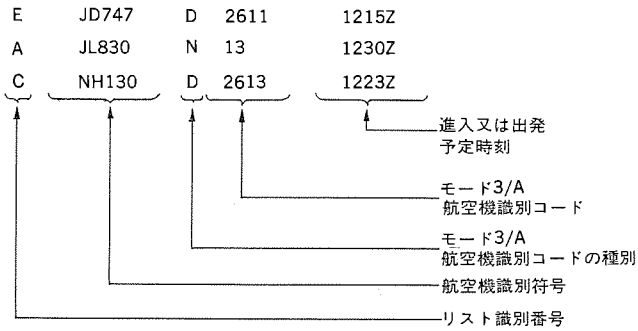 E JD747 D 2611 1215Z
A JL830 N 13 1230Z
C NH130 D 2613 1223Z
進入又は出発
予定時刻
モード3/A
航空機識別コード
モード3/A
航空機識別コードの種別
航空機識別符号
リスト識別番号